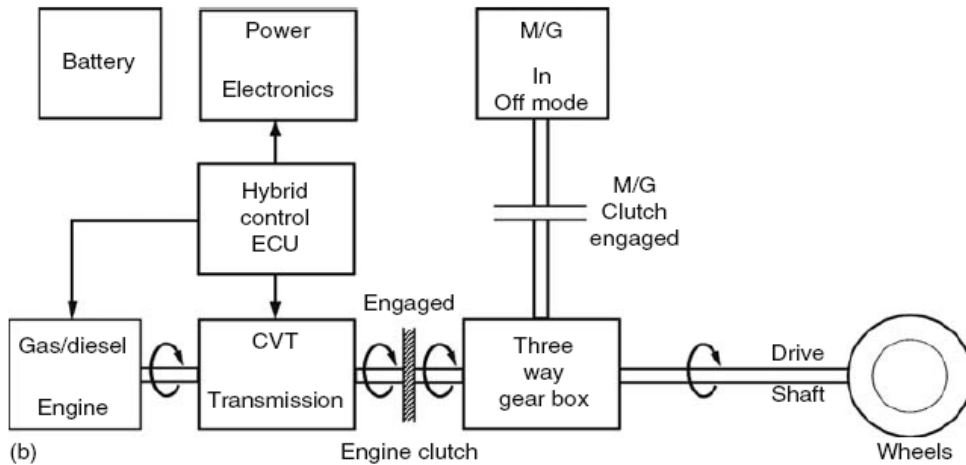 Battery
Power
Electronics
M/G
In
Off mode
Hybrid
control
ECU
M/G
Clutch
engaged
Gas/diesel
Engine
CVT
Transmission
Engaged
Three
way
gear box
Drive
Shaft
(b)
Engine clutch
Wheels